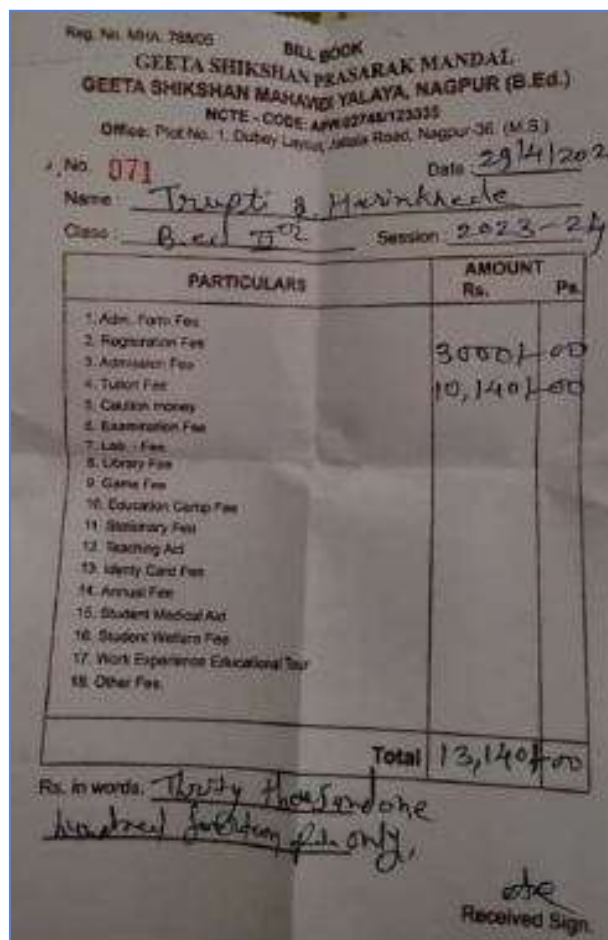 Reg. No. MHA. 788/05
BILL BOOK
GEETA SHIKSHAN PRASARAK MANDAL
GEETA SHIKSHAN MAHAVIDYALAYA, NAGPUR (B.Ed.)
NCTE - CODE: APW02748/123335
Office: Plot No. 1, Dubey Layout, Road, Nagpur-36. (M.S.)
No. 071 Date: 29/4/202
Name Trupti Harinkhede
Class: B.ed II Session: 2023-24
PARTICULARS AMOUNT
Rs. Ps.
1. Adm. Form Fee
2. Registration Fee
3. Admission Fee 3000/- 00
4. Tution Fee 10,140/- 00
5. Caution money
6. Examination Fee
7. Lab. - Fee
8. Library Fee
9. Game Fee
10. Education Camp Fee
11. Stationary Fee
12. Teaching Act
13. Identy Card Fee
14. Annual Fee
15. Student Medical Aid
16. Student Welfare Fee
17. Work Experience Educational Tour
18. Other Fee.
Total 13,140/- 00
Rs. in words. thousand one
hundred only,
Received Sign.